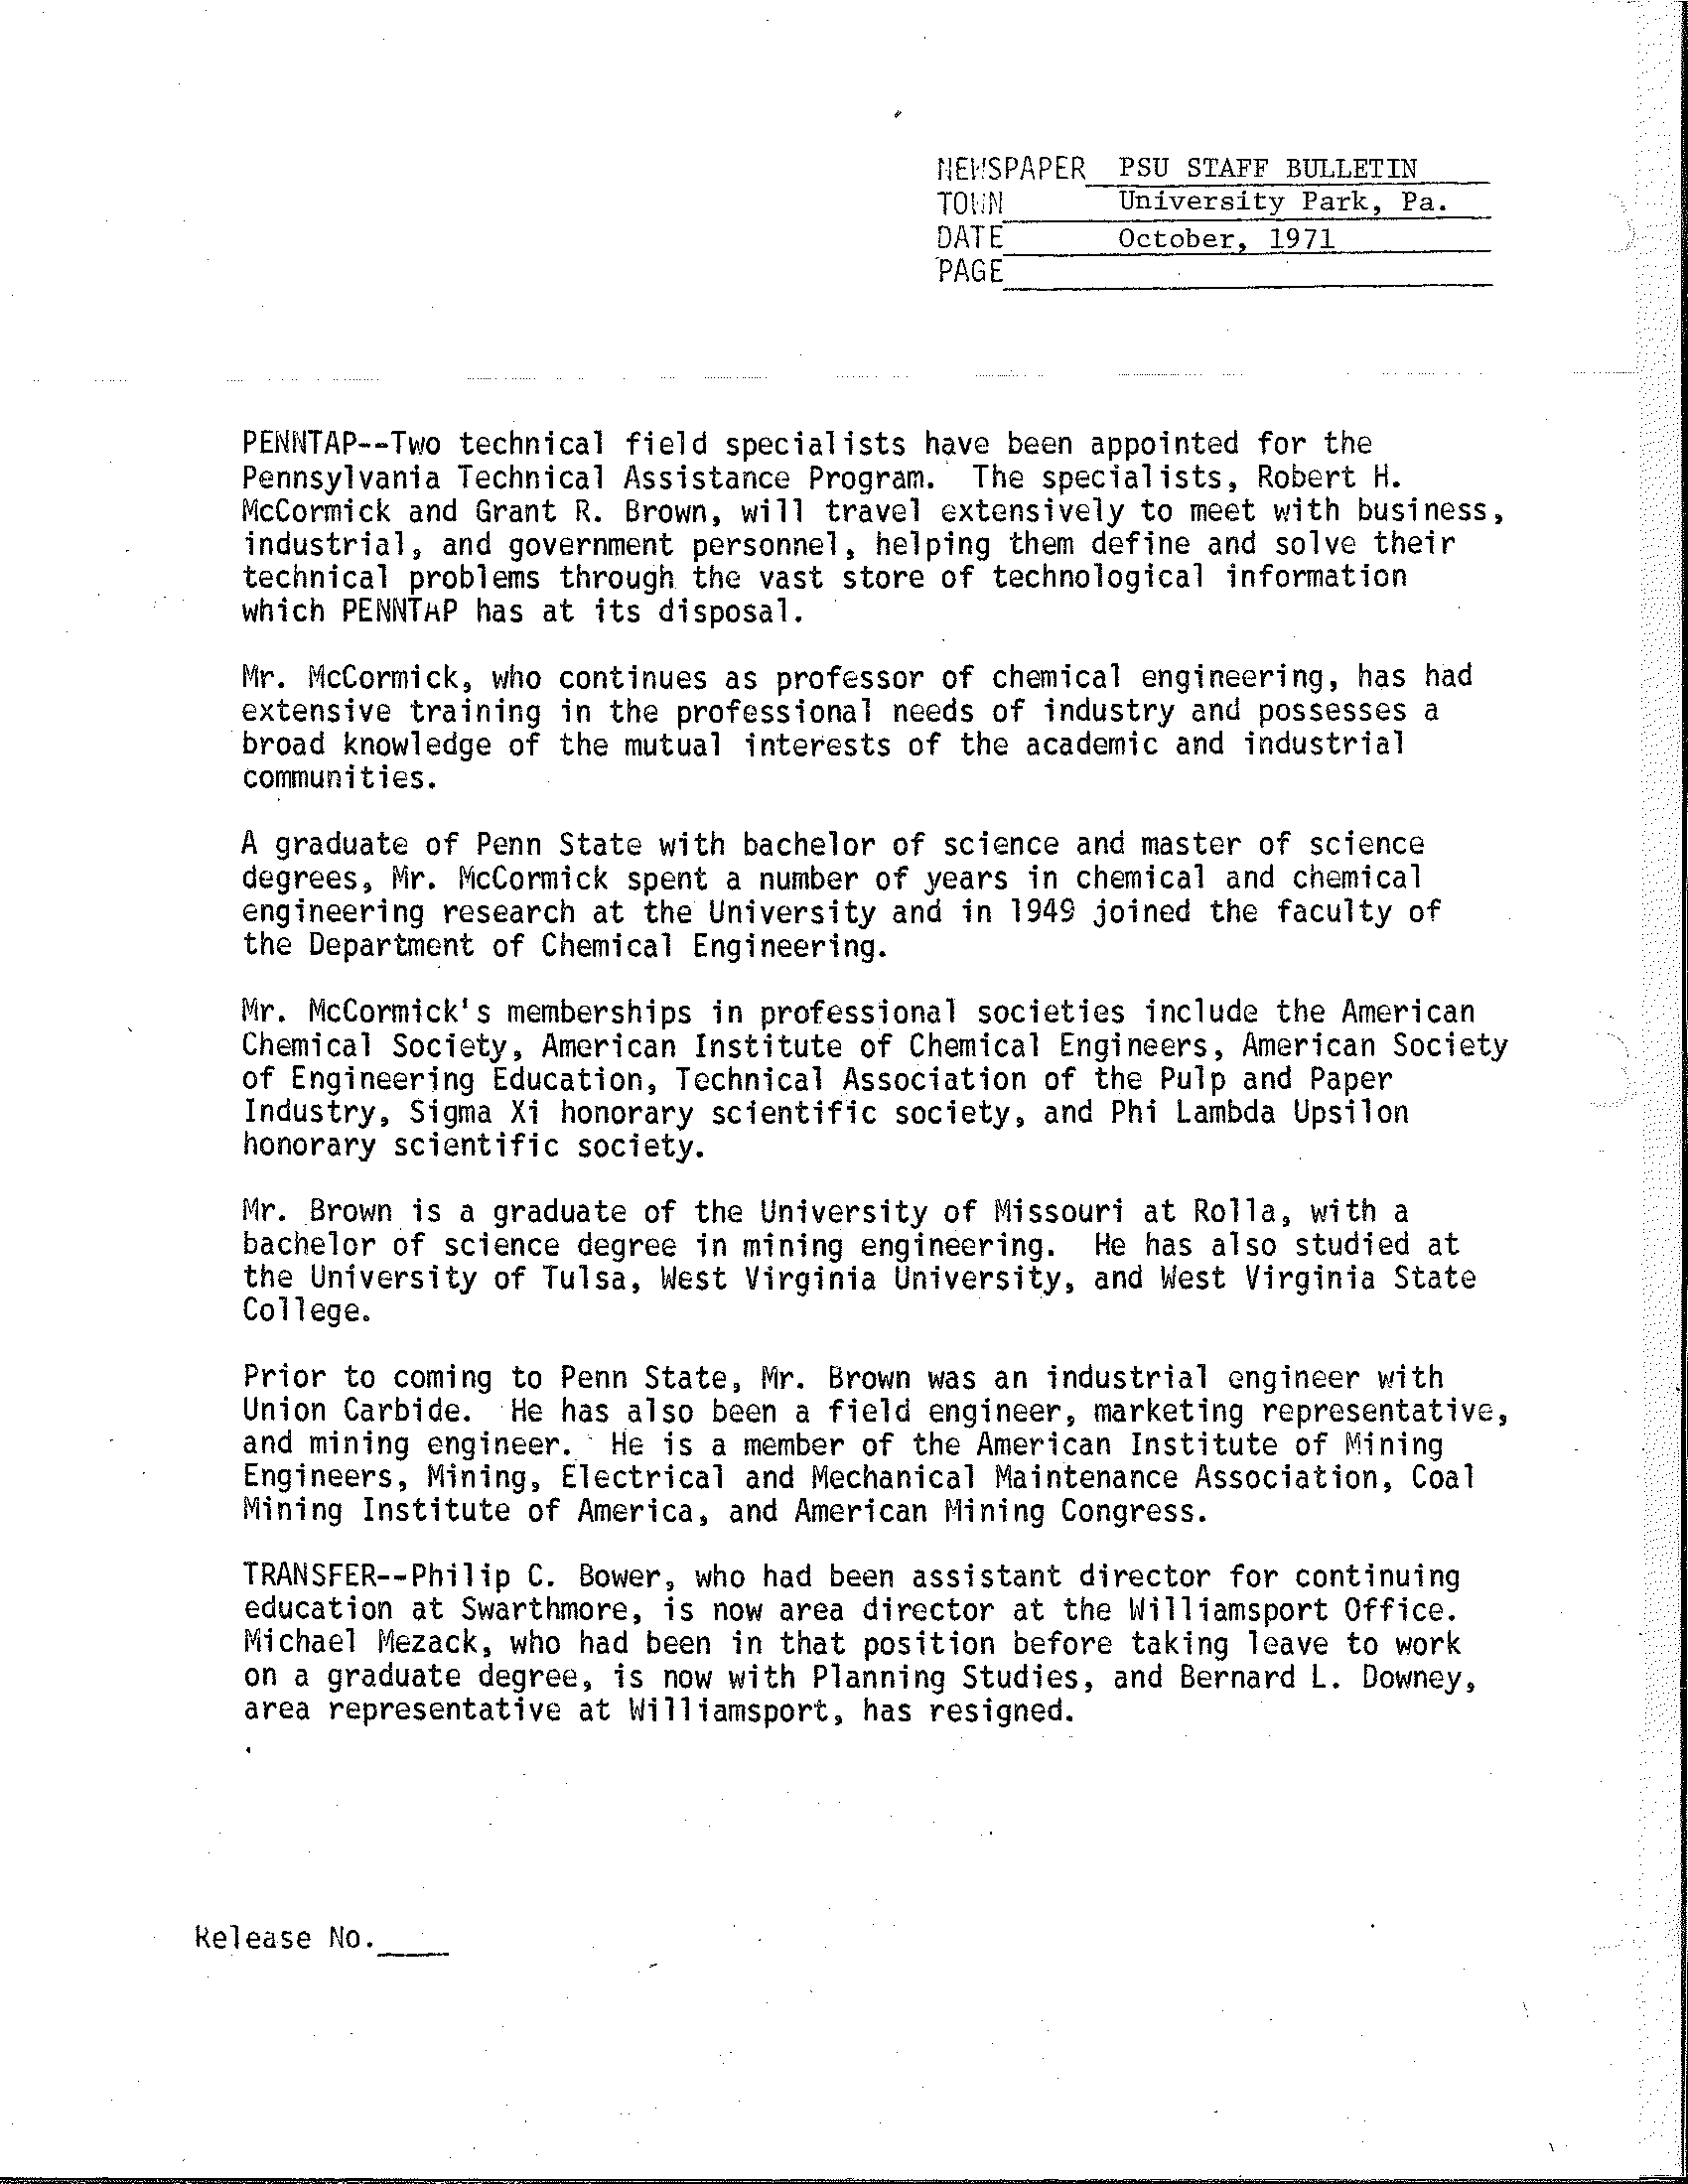 NEWSPAPER PSU STAFF BULLETIN
TOWN University Park, Pa.
DATE October, 1971
PAGE
PENNTAP--Two technical field specialists have been appointed for the
Pennsylvania Technical Assistance Program. The specialists, Robert H.
McCormick and Grant R. Brown, will travel extensively to meet with business,
industrial, and government personnel, helping them define and solve their
technical problems through the vast store of technological information
which PENNTAP has at its disposal.
Mr. McCormick, who continues as professor of chemical engineering, has had
extensive training in the professional needs of industry and possesses a
broad knowledge of the mutual interests of the academic and industrial
communities.
A graduate of Penn State with bachelor of science and master of science
degrees, Mr. McCormick spent a number of years in chemical and chemical
engineering research at the University and in 1949 joined the faculty of
the Department of Chemical Engineering.
Mr. McCormick's memberships in professional societies include the American
Chemical Society, American Institute of Chemical Engineers, American Society
of Engineering Education, Technical Association of the Pulp and Paper
Industry, Sigma Xi honorary scientific society, and Phi Lambda Upsilon
honorary scientific society.
Mr. Brown is a graduate of the University of Missouri at Rolla, with a
bachelor of science degree in mining engineering. He has also studied at
the University of Tulsa, West Virginia University, and West Virginia State
College.
Prior to coming to Penn State, Mr. Brown was an industrial engineer with
Union Carbide. He has also been a field engineer, marketing representative,
and mining engineer. He is a member of the American Institute of Mining
Engineers, Mining, Electrical and Mechanical Maintenance Association, Coal
Mining Institute of America, and American Mining Congress.
TRANSFER--Philip C. Bower, who had been assistant director for continuing
education at Swarthmore, is now area director at the Williamsport Office.
Michael Mezack, who had been in that position before taking leave to work
on a graduate degree, is now with Planning Studies, and Bernard L. Downey,
area representative at Williamsport, has resigned.
Release No.